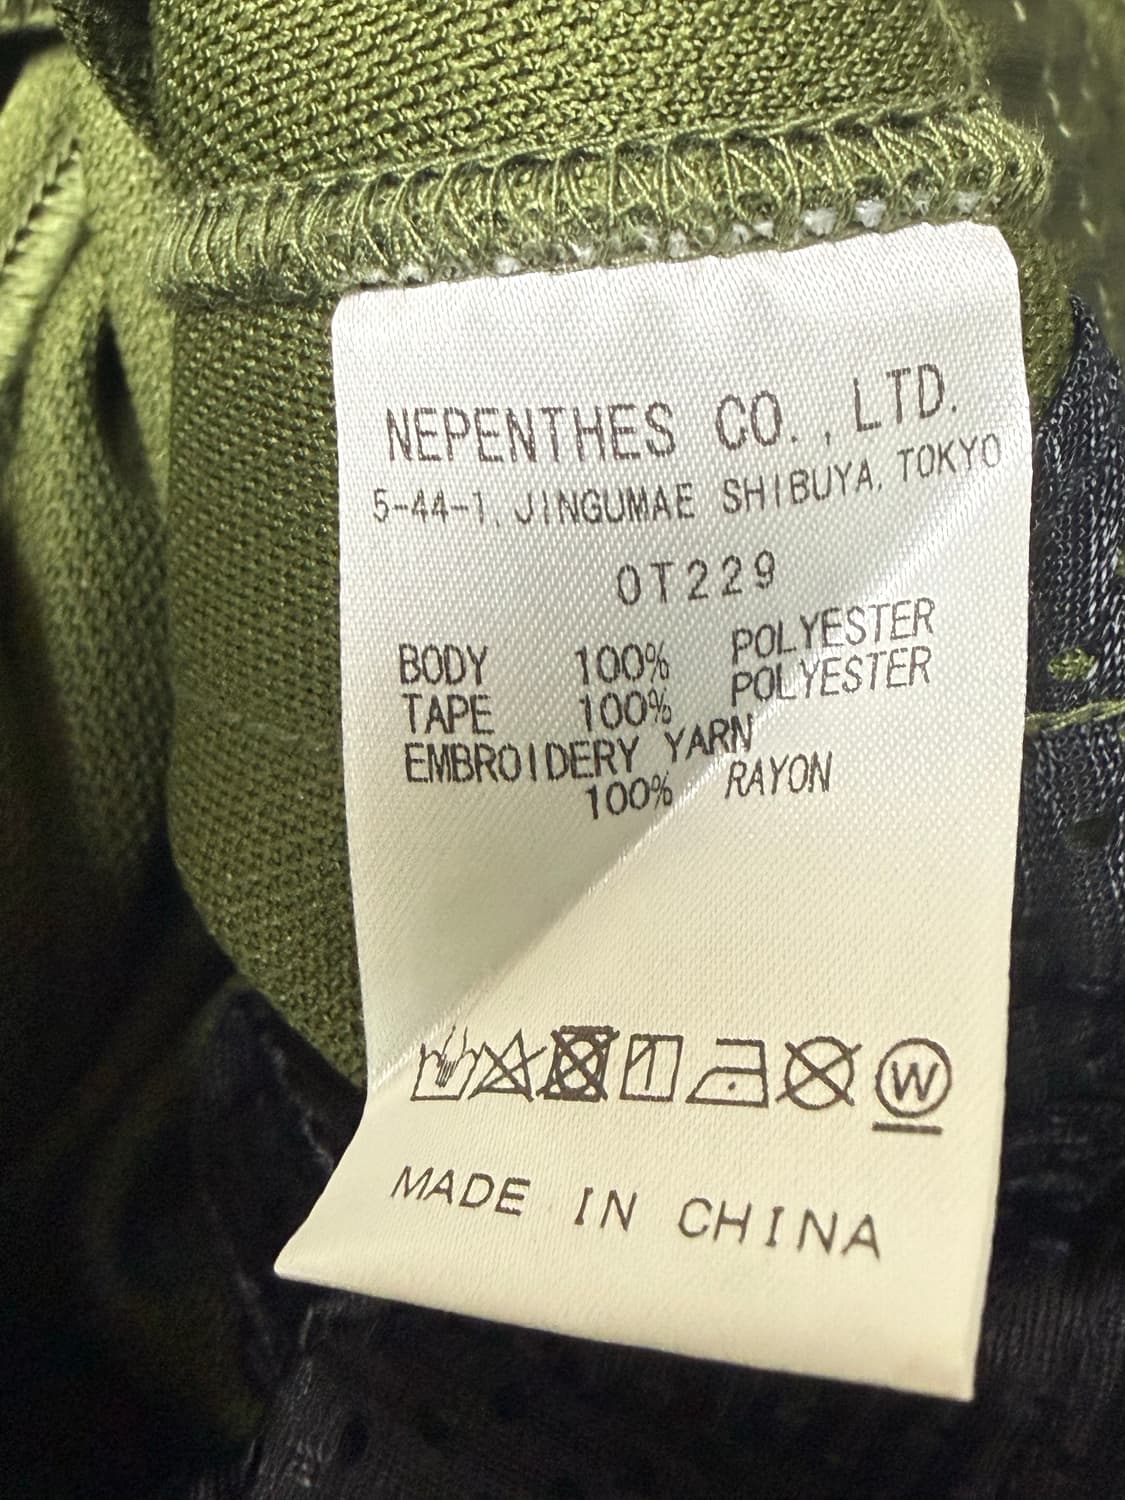 NEPENTHES CO., LTD.
5-44-1, JINGUMAE SHIBUYA, TOKYO
OT229
BODY 100% POLYESTER
TAPE 100% POLYESTER
EMBROIDERY YARN
100% RAYON
W
MADE IN CHINA